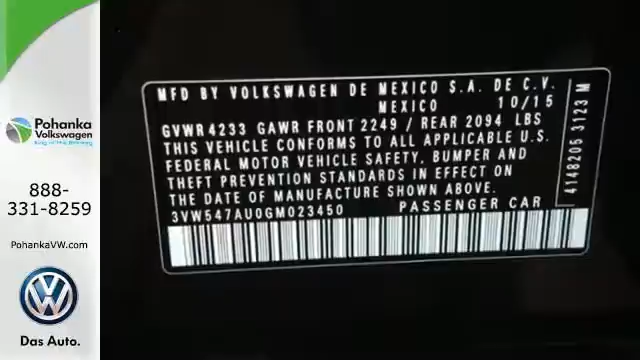 Pohanka
Volkswagen
888-
331-8259
PohankaVW.com
Das Auto.
MFD BY VOLKSWAGEN DE MEXICO S.A. DE C.V.
MEXICO 10/15
GVWR 4233 GAWR FRONT 2249 / REAR 2094 LBS
THIS VEHICLE CONFORMS TO ALL APPLICABLE U.S.
FEDERAL MOTOR VEHICLE SAFETY, BUMPER AND
THEFT PREVENTION STANDARDS IN EFFECT ON
THE DATE OF MANUFACTURE SHOWN ABOVE.
3VW547AU0GM023450 PASSENGER CAR
4148205 3123 M